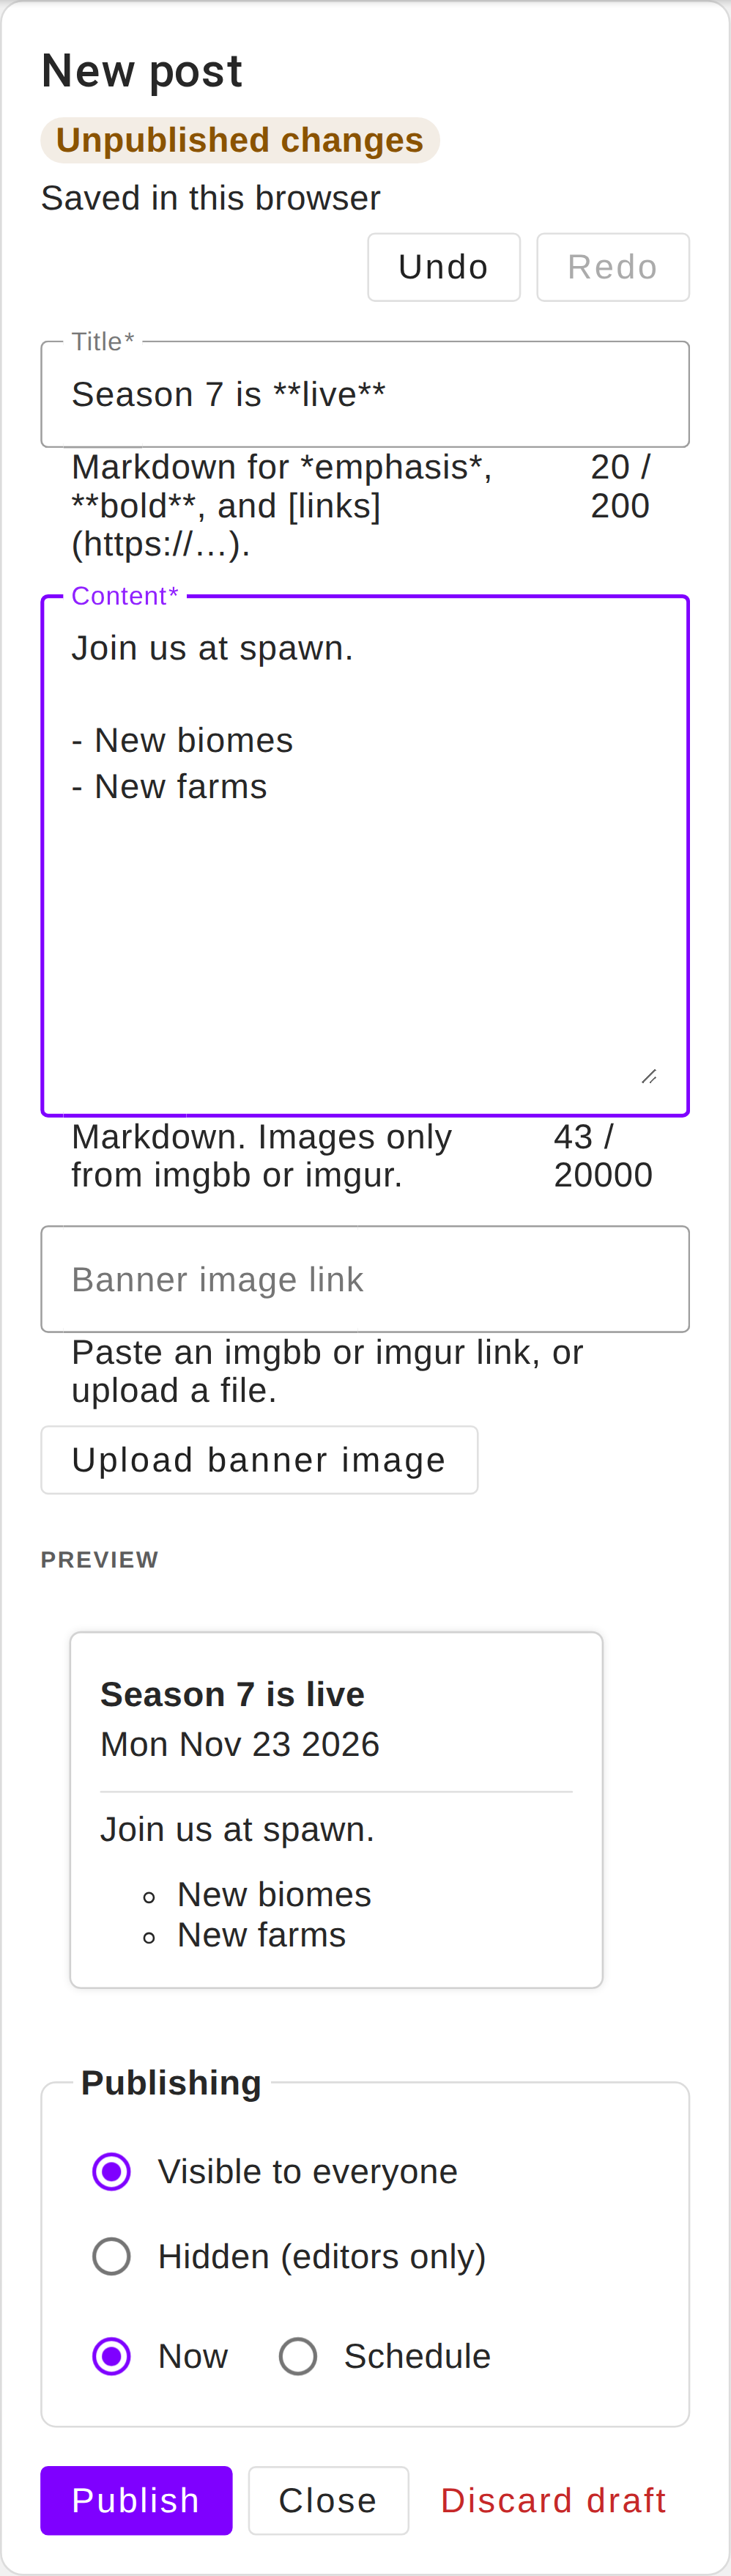 New post
Unpublished changes
Saved in this browser
Undo Redo
Title*
Season 7 is **live**
Markdown for *emphasis*, 20 /
**bold**, and [links] 200
(https://…).
Content*
Join us at spawn.
- New biomes
- New farms
Markdown. Images only 43 /
from imgbb or imgur. 20000
Banner image link
Paste an imgbb or imgur link, or
upload a file.
Upload banner image
PREVIEW
Season 7 is live
Mon Nov 23 2026
Join us at spawn.
New biomes
New farms
Publishing
Visible to everyone
Hidden (editors only)
Now Schedule
Publish Close Discard draft